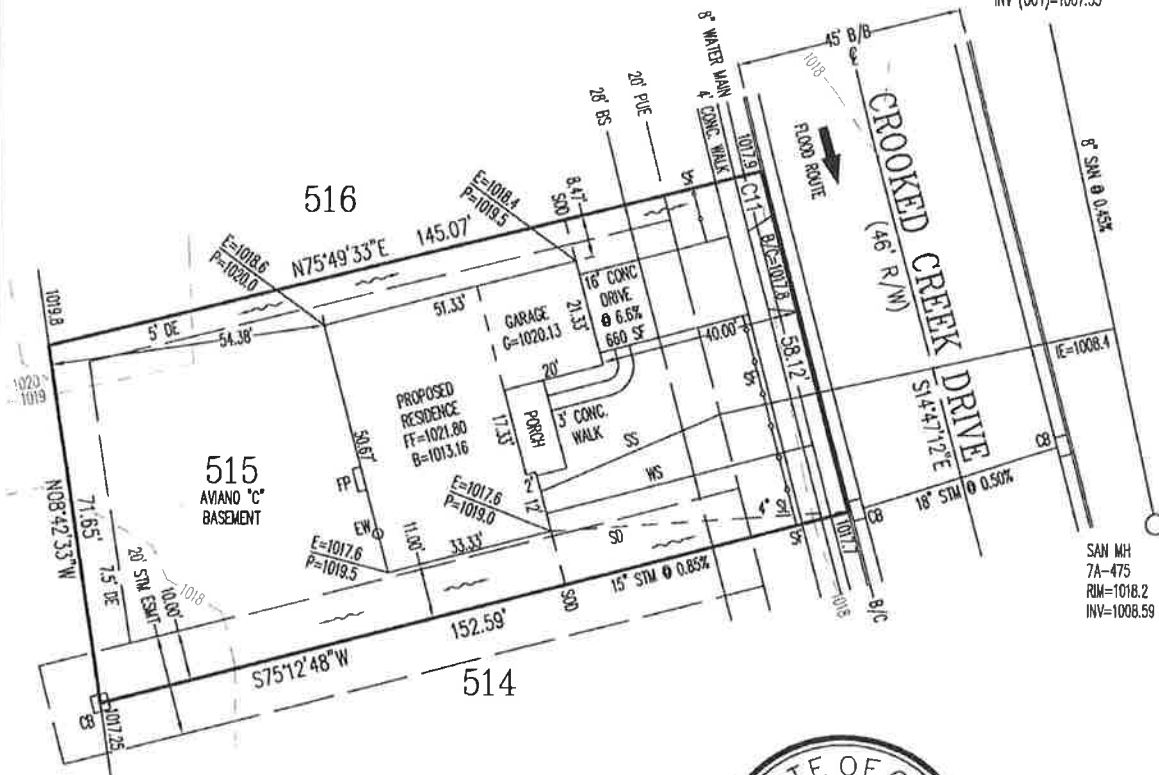 INV (OUT)=1007.55
45' B/B
℄
1018
8" WATER MAIN
4' CONC. WALK
20' PUE
28' BS
FLOOD ROUTE
CROOKED CREEK DRIVE
(46' R/W)
S14°47'12"E
8" SAN @ 0.45%
516
E=1018.4
P=1019.5
SOD
8.47'
1017.9
C11
B/C=1017.8
58.12'
N75°49'33"E 145.07'
E=1018.6
P=1020.0
1019.8
5' DE
54.38'
51.33'
GARAGE
G=1020.13
21.33'
16' CONC
DRIVE
@ 6.6%
660 SF
40.00'
IE=1008.4
1020
1019
20'
PROPOSED
RESIDENCE
FF=1021.80
B=1013.16
PORCH
17.33'
3' CONC.
WALK
50.67'
SS
WS
CB
18" STM @ 0.50%
CB
515
AVIANO "C"
BASEMENT
FP
EW
2'
12'
E=1017.6
P=1019.0
E=1017.6
P=1019.5
11.00'
33.33'
SD
4"
SF
1017.7
1018
B/C
N08°42'33"W
71.65'
7.5' DE
20' STM ESMT
10.00'
1018
15" STM @ 0.85%
SOD
152.59'
S75°12'48"W
514
CB
1017.25
SAN MH
7A-475
RIM=1018.2
INV=1008.59
TE OF